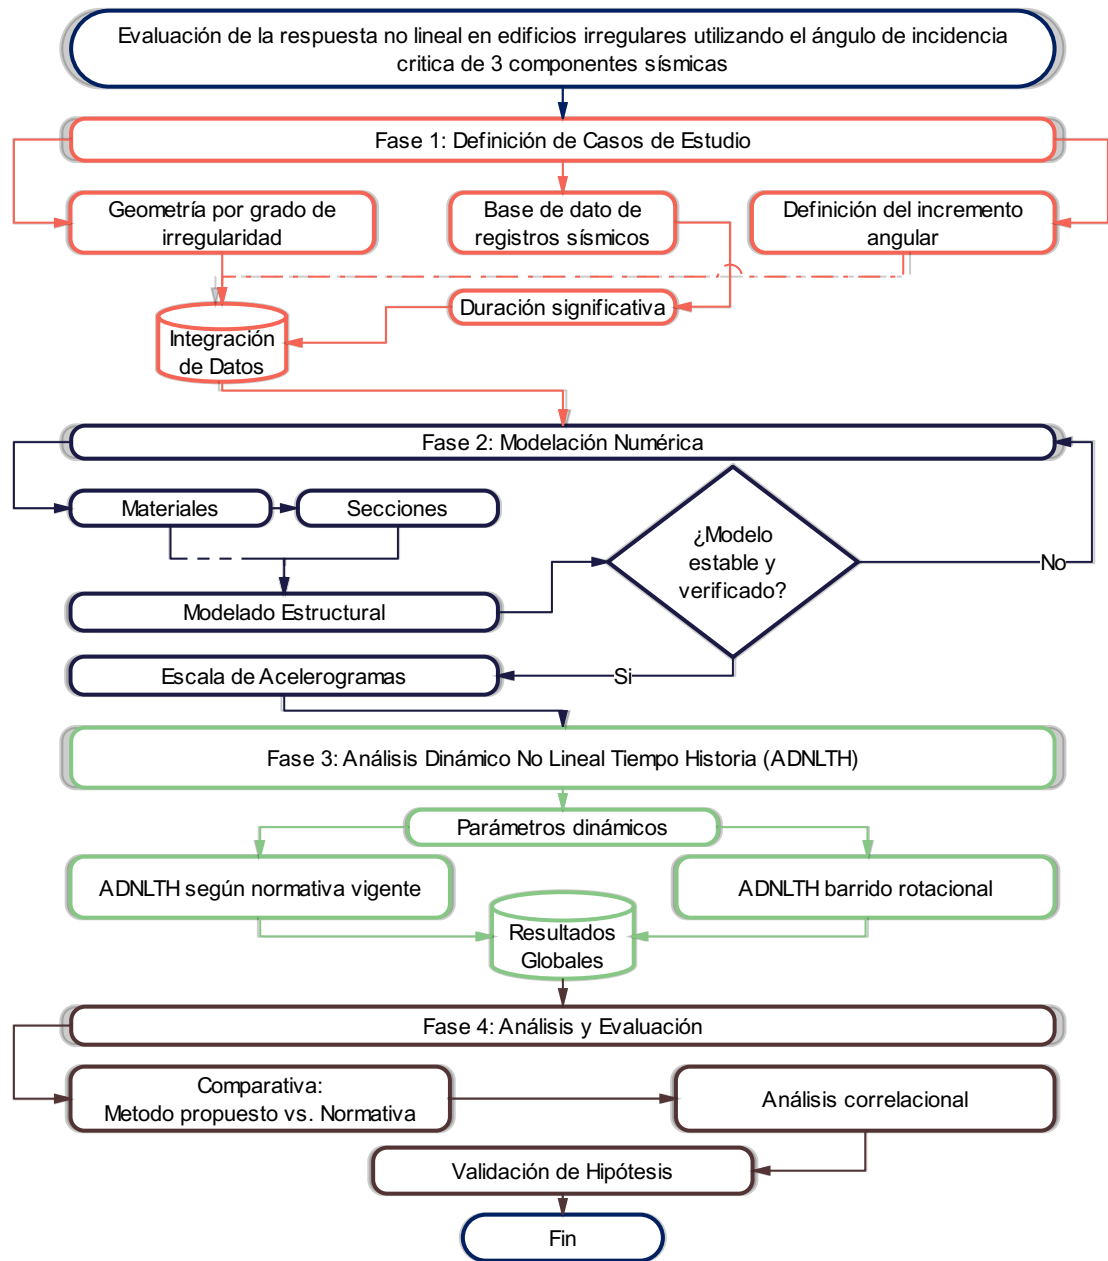 Evaluación de la respuesta no lineal en edificios irregulares utilizando el ángulo de incidencia
critica de 3 componentes sísmicas
Fase 1: Definición de Casos de Estudio
Geometría por grado de
irregularidad
Base de dato de
registros sísmicos
Definición del incremento
angular
Duración significativa
Integración
de Datos
Fase 2: Modelación Numérica
Materiales
Secciones
¿Modelo
estable y
verificado?
No
Modelado Estructural
Escala de Acelerogramas
Si
Fase 3: Análisis Dinámico No Lineal Tiempo Historia (ADNLTH)
Parámetros dinámicos
ADNLTH según normativa vigente
ADNLTH barrido rotacional
Resultados
Globales
Fase 4: Análisis y Evaluación
Comparativa:
Metodo propuesto vs. Normativa
Análisis correlacional
Validación de Hipótesis
Fin